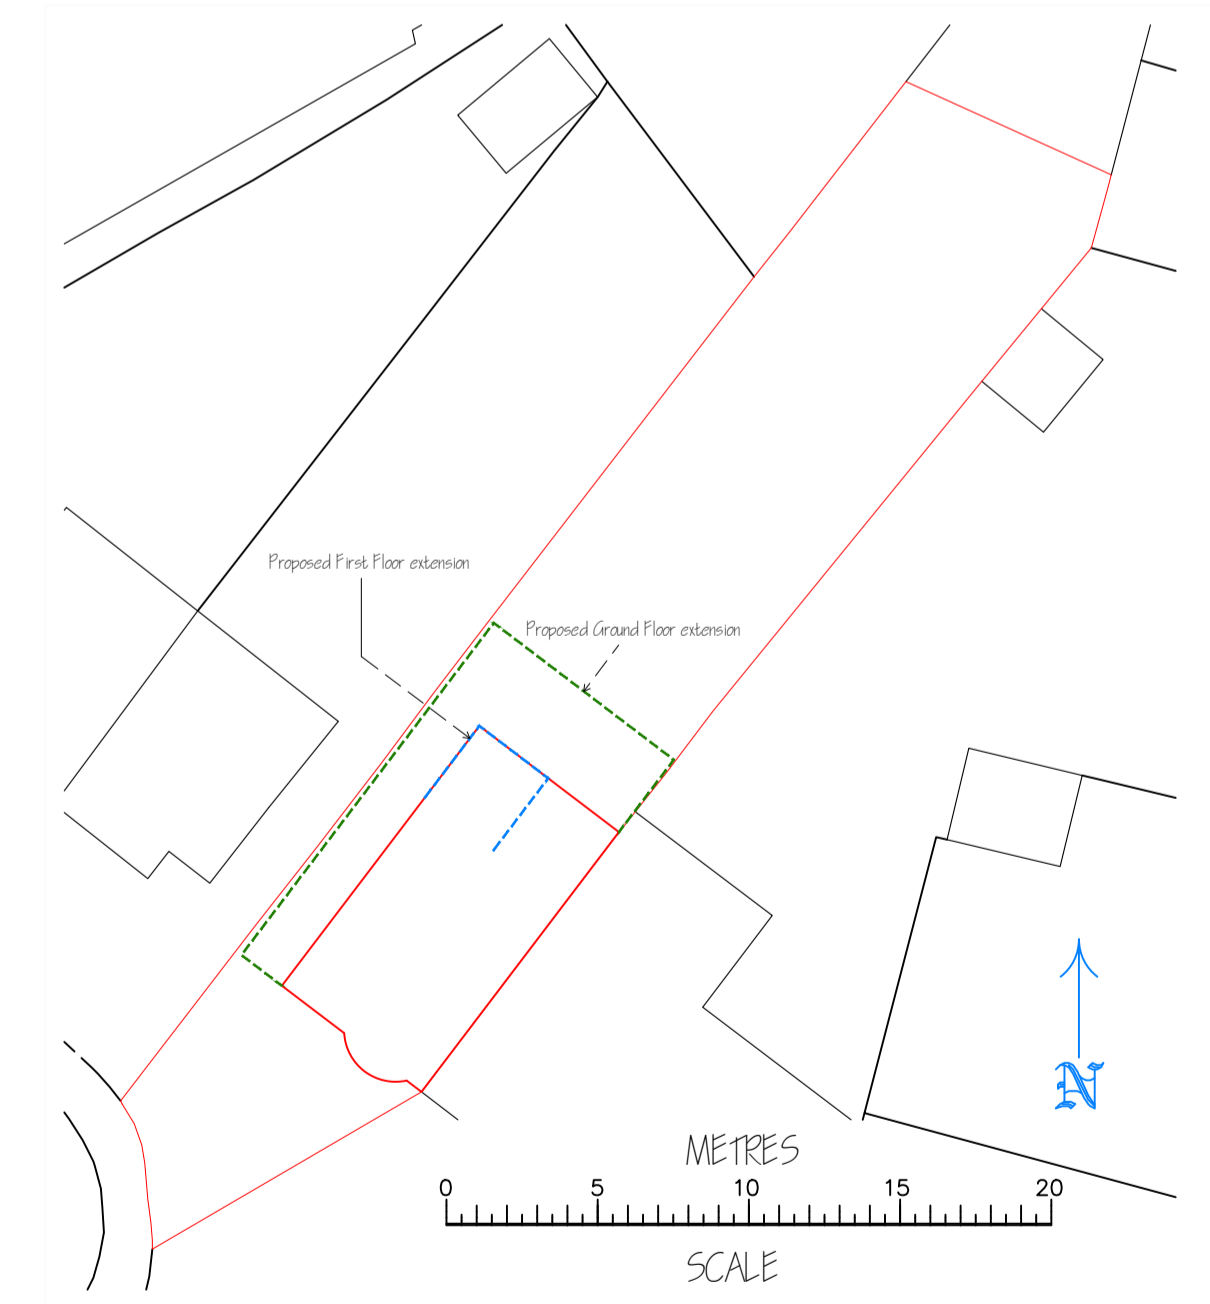 Proposed First Floor extension
Proposed Ground Floor extension
N
METRES
0 5 10 15 20
SCALE